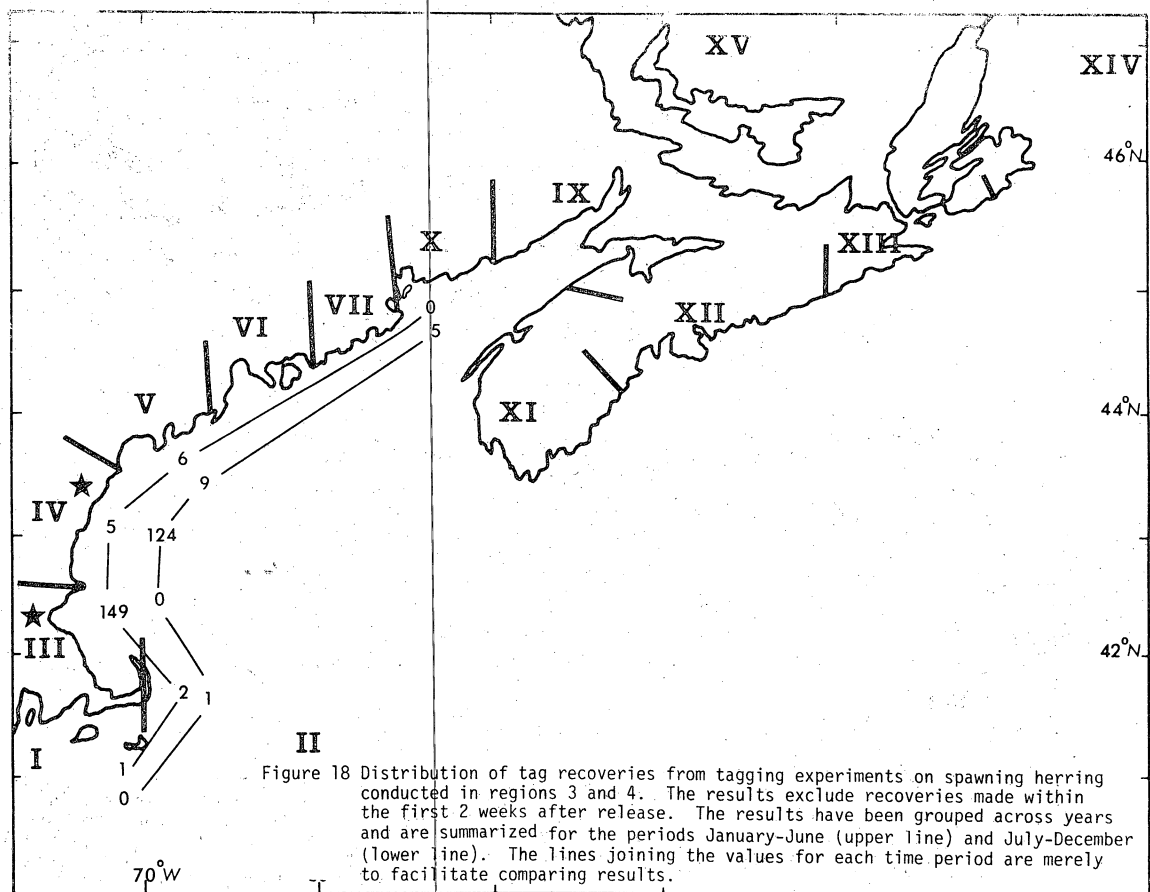 XV
XIV
46°N
IX
X
XIII
VII
0
5
XII
VI
XI
44°N
V
6
9
IV
5
124
0
149
III
42°N
2
1
II
I
1
0
Figure 18 Distribution of tag recoveries from tagging experiments on spawning herring
conducted in regions 3 and 4. The results exclude recoveries made within
the first 2 weeks after release. The results have been grouped across years
and are summarized for the periods January-June (upper line) and July-December
(lower line). The lines joining the values for each time period are merely
to facilitate comparing results.
70°W